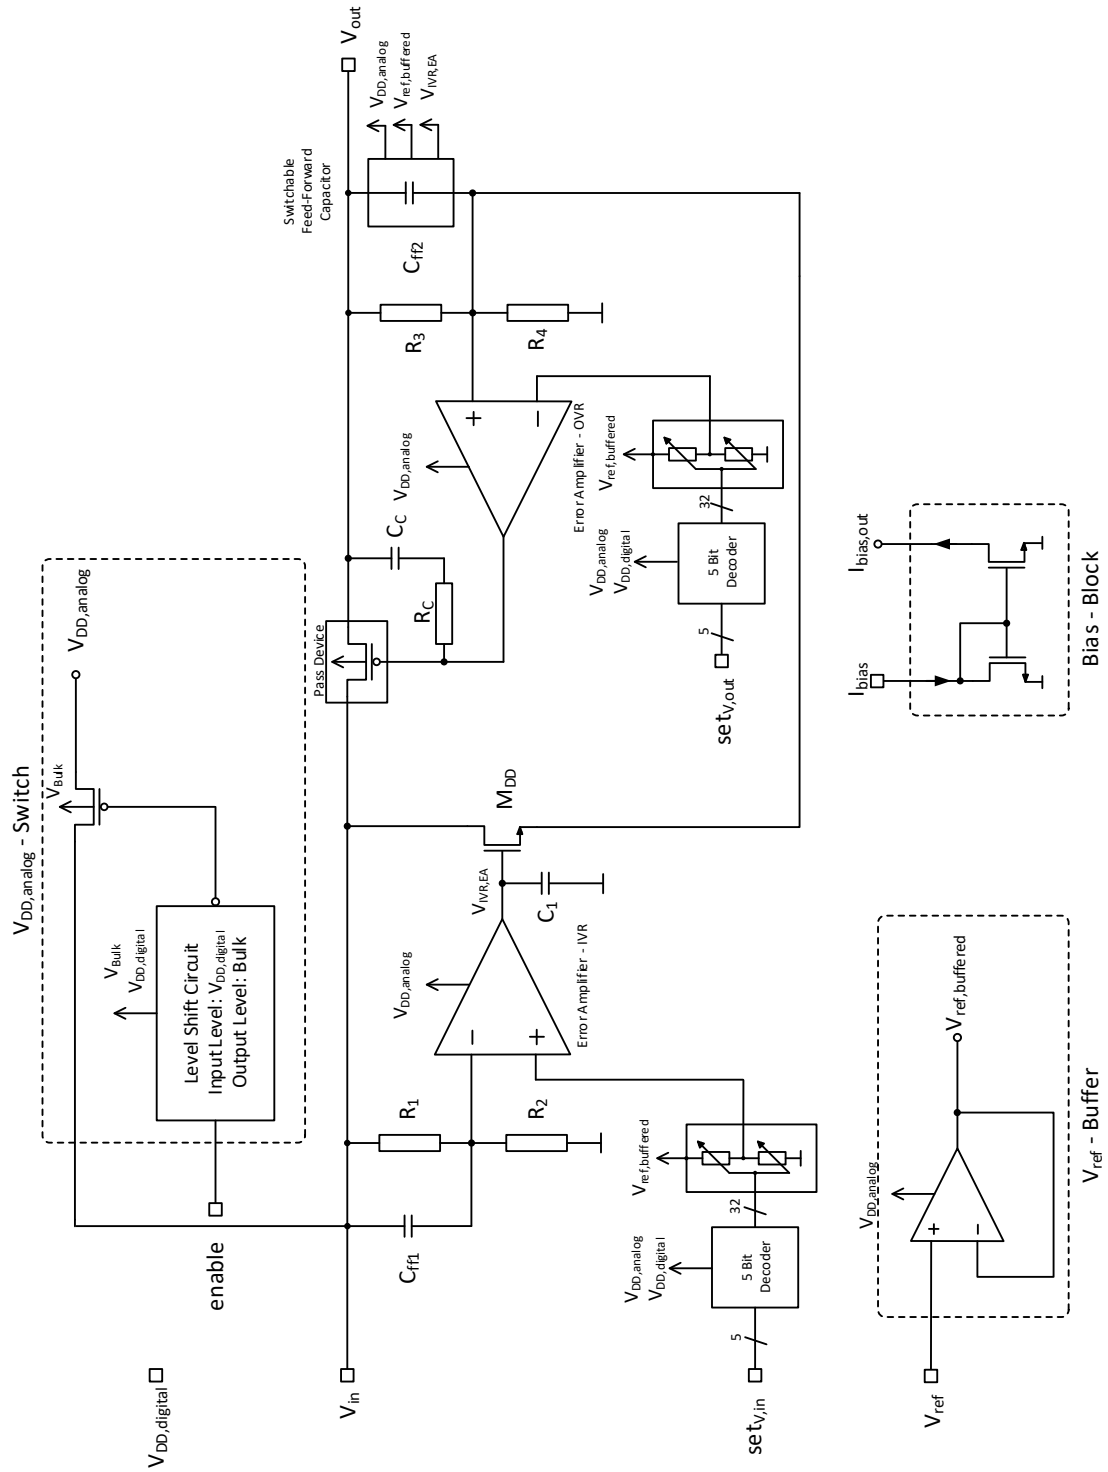 V_DD,digital
V_in
enable
V_DD,analog – Switch
Level Shift Circuit
Input Level: V_DD,digital
Output Level: Bulk
V_Bulk
V_DD,digital
V_Bulk
V_DD,analog
C_ff1
R_1
R_2
V_DD,analog
−
+
Error Amplifier - IVR
V_IVR,EA
C_1
M_DD
Pass Device
R_C
C_C
V_DD,analog
+
−
Error Amplifier - OVR
R_3
R_4
Switchable
Feed-Forward
Capacitor
C_ff2
V_DD,analog
V_ref,buffered
V_IVR,EA
V_out
set_V,in
5
V_DD,analog
V_DD,digital
5 Bit
Decoder
32
V_ref,buffered
set_V,out
5
V_DD,analog
V_DD,digital
5 Bit
Decoder
32
V_ref,buffered
V_ref
V_DD,analog
+
−
V_ref,buffered
V_ref - Buffer
I_bias
I_bias,out
Bias - Block